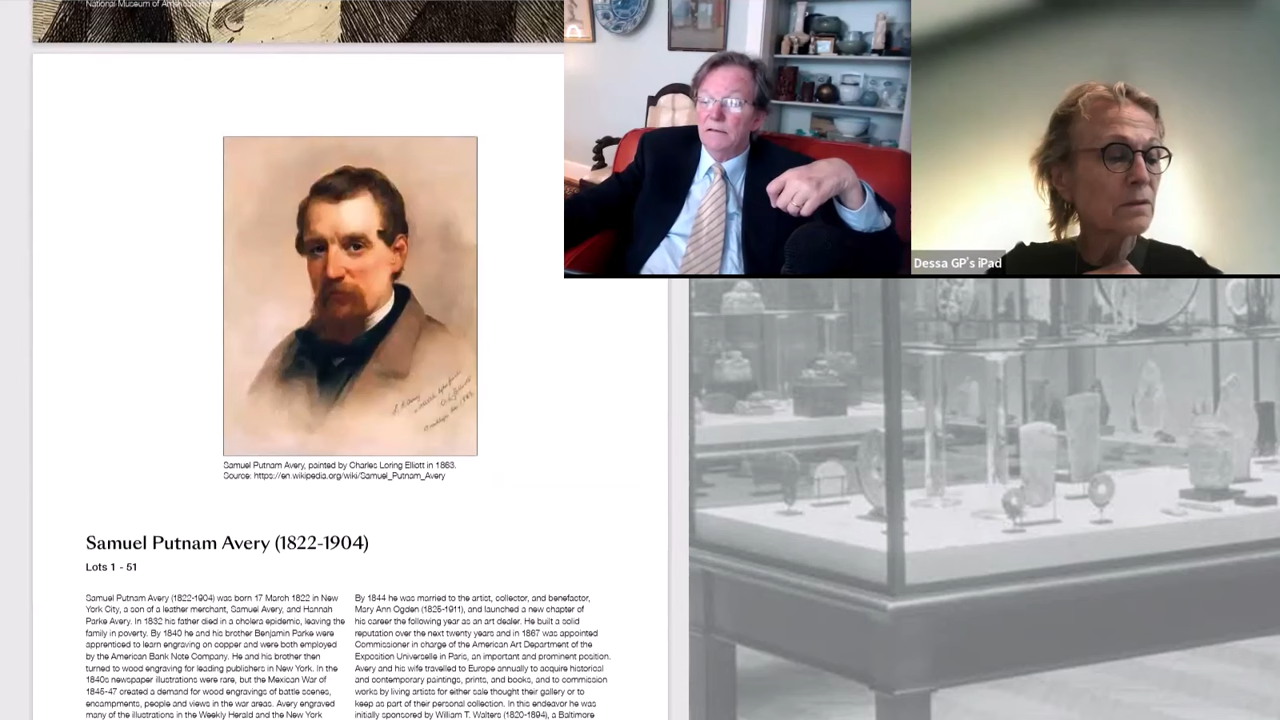 National Museum of American
Dessa GP's iPad
Samuel Putnam Avery, painted by Charles Loring Elliott in 1863.
Source: https://en.wikipedia.org/wiki/Samuel_Putnam_Avery
Samuel Putnam Avery (1822-1904)
Lots 1 - 51
Samuel Putnam Avery (1822-1904) was born 17 March 1822 in New
York City, a son of a leather merchant, Samuel Avery, and Hannah
Parke Avery. In 1832 his father died in a cholera epidemic, leaving the
family in poverty. By 1840 he and his brother Benjamin Parke were
apprenticed to learn engraving on copper and were both employed
by the American Bank Note Company. He and his brother then
turned to wood engraving for leading publishers in New York. In the
1840s newspaper illustrations were rare, but the Mexican War of
1845-47 created a demand for wood engravings of battle scenes,
encampments, people and views in the war areas. Avery engraved
many of the illustrations in the Weekly Herald and the New York
By 1844 he was married to the artist, collector, and benefactor,
Mary Ann Ogden (1825-1911), and launched a new chapter of
his career the following year as an art dealer. He built a solid
reputation over the next twenty years and in 1867 was appointed
Commissioner in charge of the American Art Department of the
Exposition Universelle in Paris, an important and prominent position.
Avery and his wife travelled to Europe annually to acquire historical
and contemporary paintings, prints, and books, and to commission
works by living artists for either sale thought their gallery or to
keep as part of their personal collection. In this endeavor he was
initially sponsored by William T. Walters (1820-1894), a Baltimore